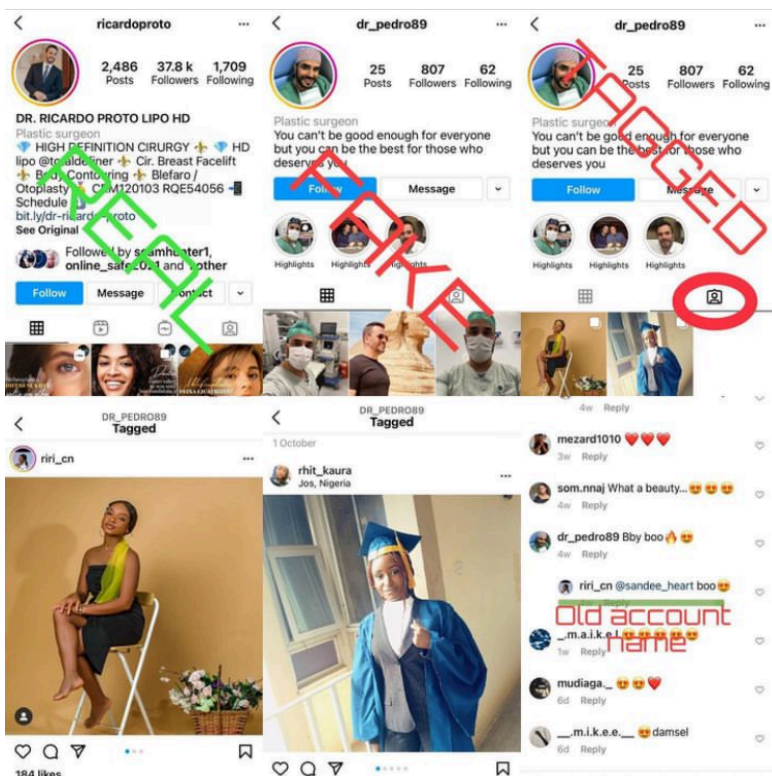 ricardoproto
2,486 37.8 k 1,709
Posts Followers Following
DR. RICARDO PROTO LIPO HD
Plastic surgeon
HIGH DEFINITION CIRURGY HD
lipo Cir. Breast Facelift
Body Contouring Blefaro /
Otoplasty CRM120103 RQE54056
Schedule
bit.ly/dr-ricardo-proto
See Original
Followed by scamhunter1,
online_safe2021 and 1 other
Follow Message Contact
REAL
dr_pedro89
25 807 62
Posts Followers Following
Plastic surgeon
You can't be good enough for everyone
but you can be the best for those who
deserves you
Follow Message
Highlights Highlights Highlights
FAKE
dr_pedro89
25 807 62
Posts Followers Following
Plastic surgeon
You can't be good enough for everyone
but you can be the best for those who
deserves you
Follow Message
Highlights Highlights Highlights
TAGGED
DR_PEDRO89
Tagged
riri_cn
184 likes
DR_PEDRO89
Tagged
1 October
rhit_kaura
Jos, Nigeria
4w Reply
mezard1010 ❤❤❤
3w Reply
som.nnaj What a beauty... 😍😍😍
4w Reply
dr_pedro89 Bby boo🔥😍
4w Reply
riri_cn @sandee_heart boo😍
Reply
Old account
name
_.m.a.i.k.e.l 😍😍😍😍😍
1w Reply
mudiaga._ 😍😍❤
6d Reply
__.m.i.k.e.e.__ 😍damsel
6d Reply